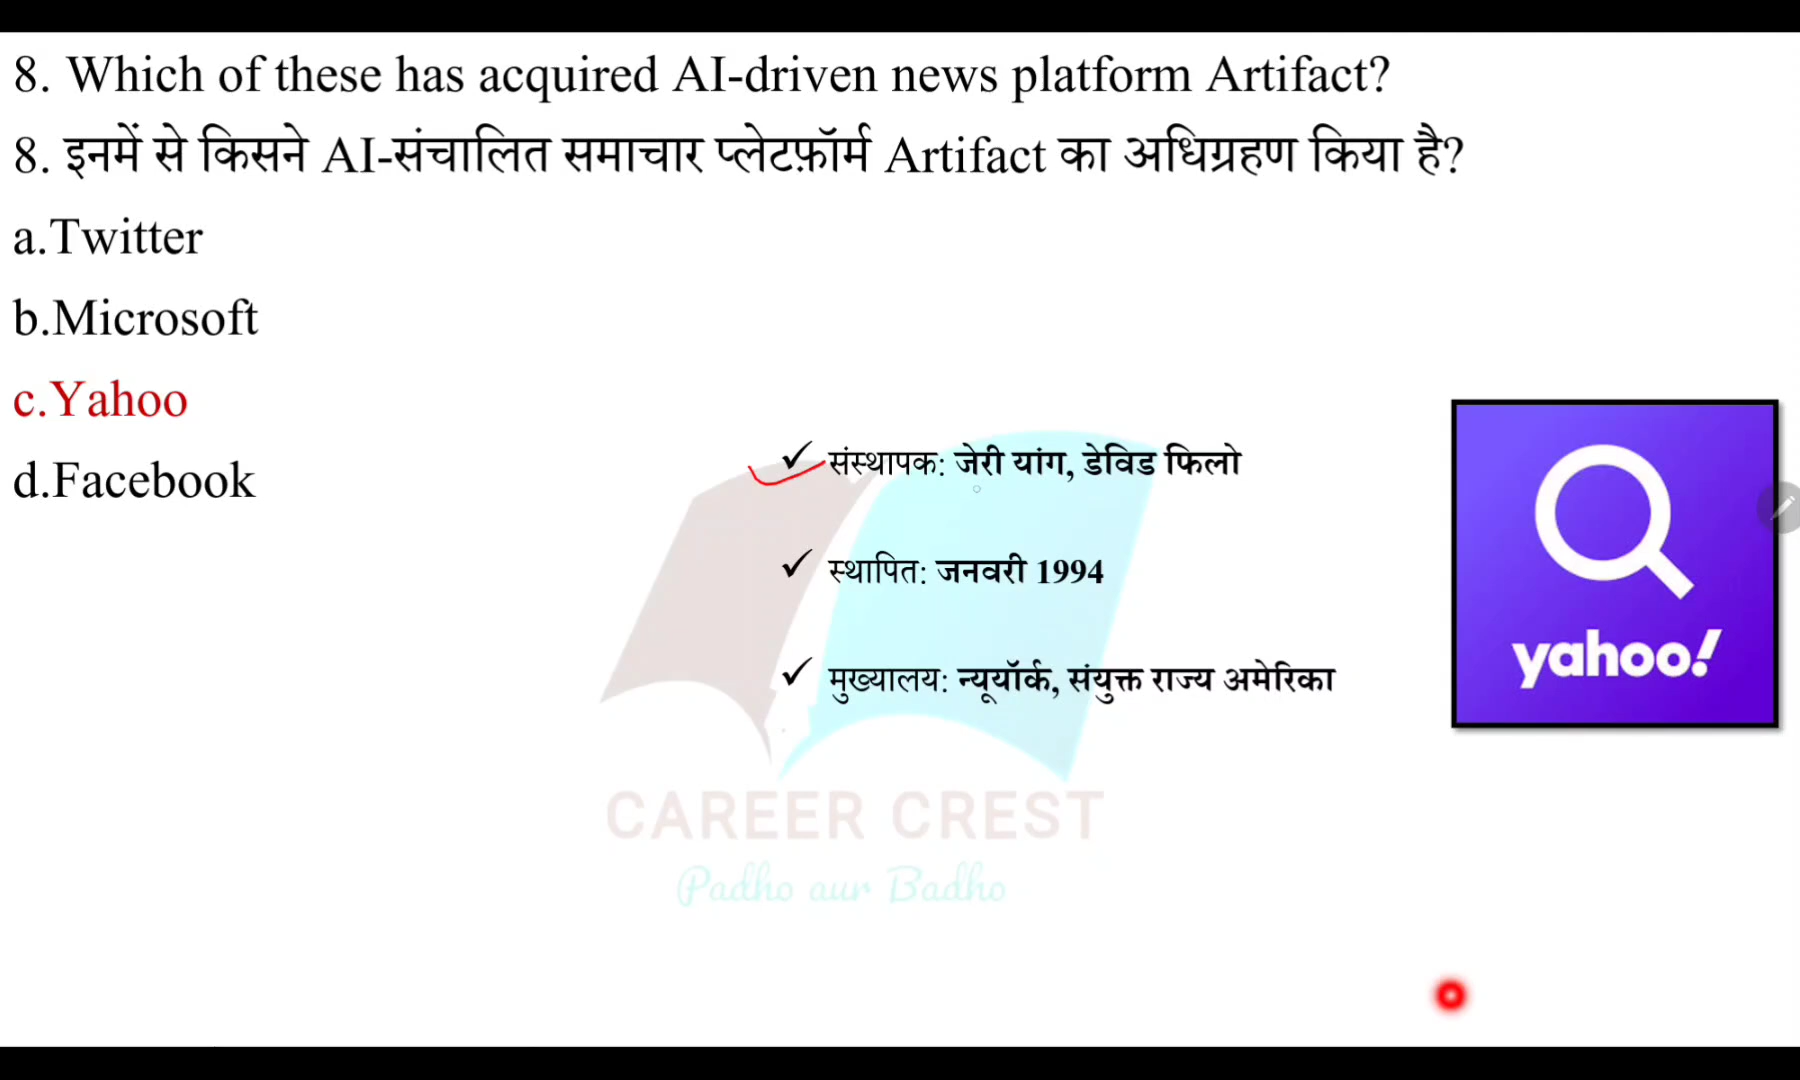 8. Which of these has acquired AI-driven news platform Artifact?
8. इनमें से किसने AI-संचालित समाचार प्लेटफ़ॉर्म Artifact का अधिग्रहण किया है?
a.Twitter
b.Microsoft
c.Yahoo
d.Facebook
✓ संस्थापक: जेरी यांग, डेविड फिलो
✓ स्थापित: जनवरी 1994
✓ मुख्यालय: न्यूयॉर्क, संयुक्त राज्य अमेरिका
yahoo!
CAREER CREST
Padho aur Badho